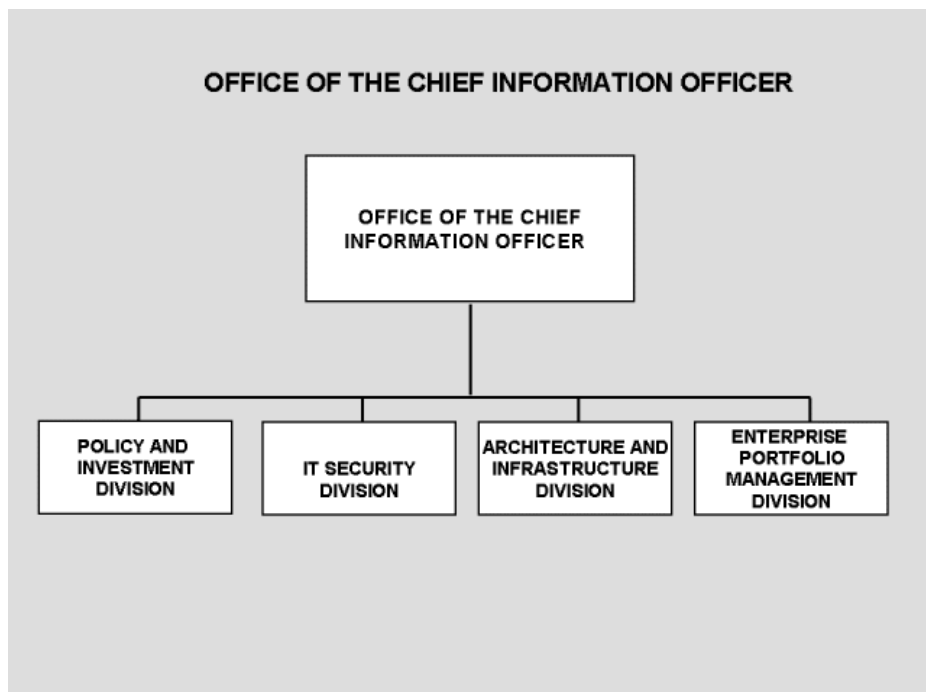 OFFICE OF THE CHIEF INFORMATION OFFICER
OFFICE OF THE CHIEF
INFORMATION OFFICER
POLICY AND
INVESTMENT
DIVISION
IT SECURITY
DIVISION
ARCHITECTURE AND
INFRASTRUCTURE
DIVISION
ENTERPRISE
PORTFOLIO
MANAGEMENT
DIVISION